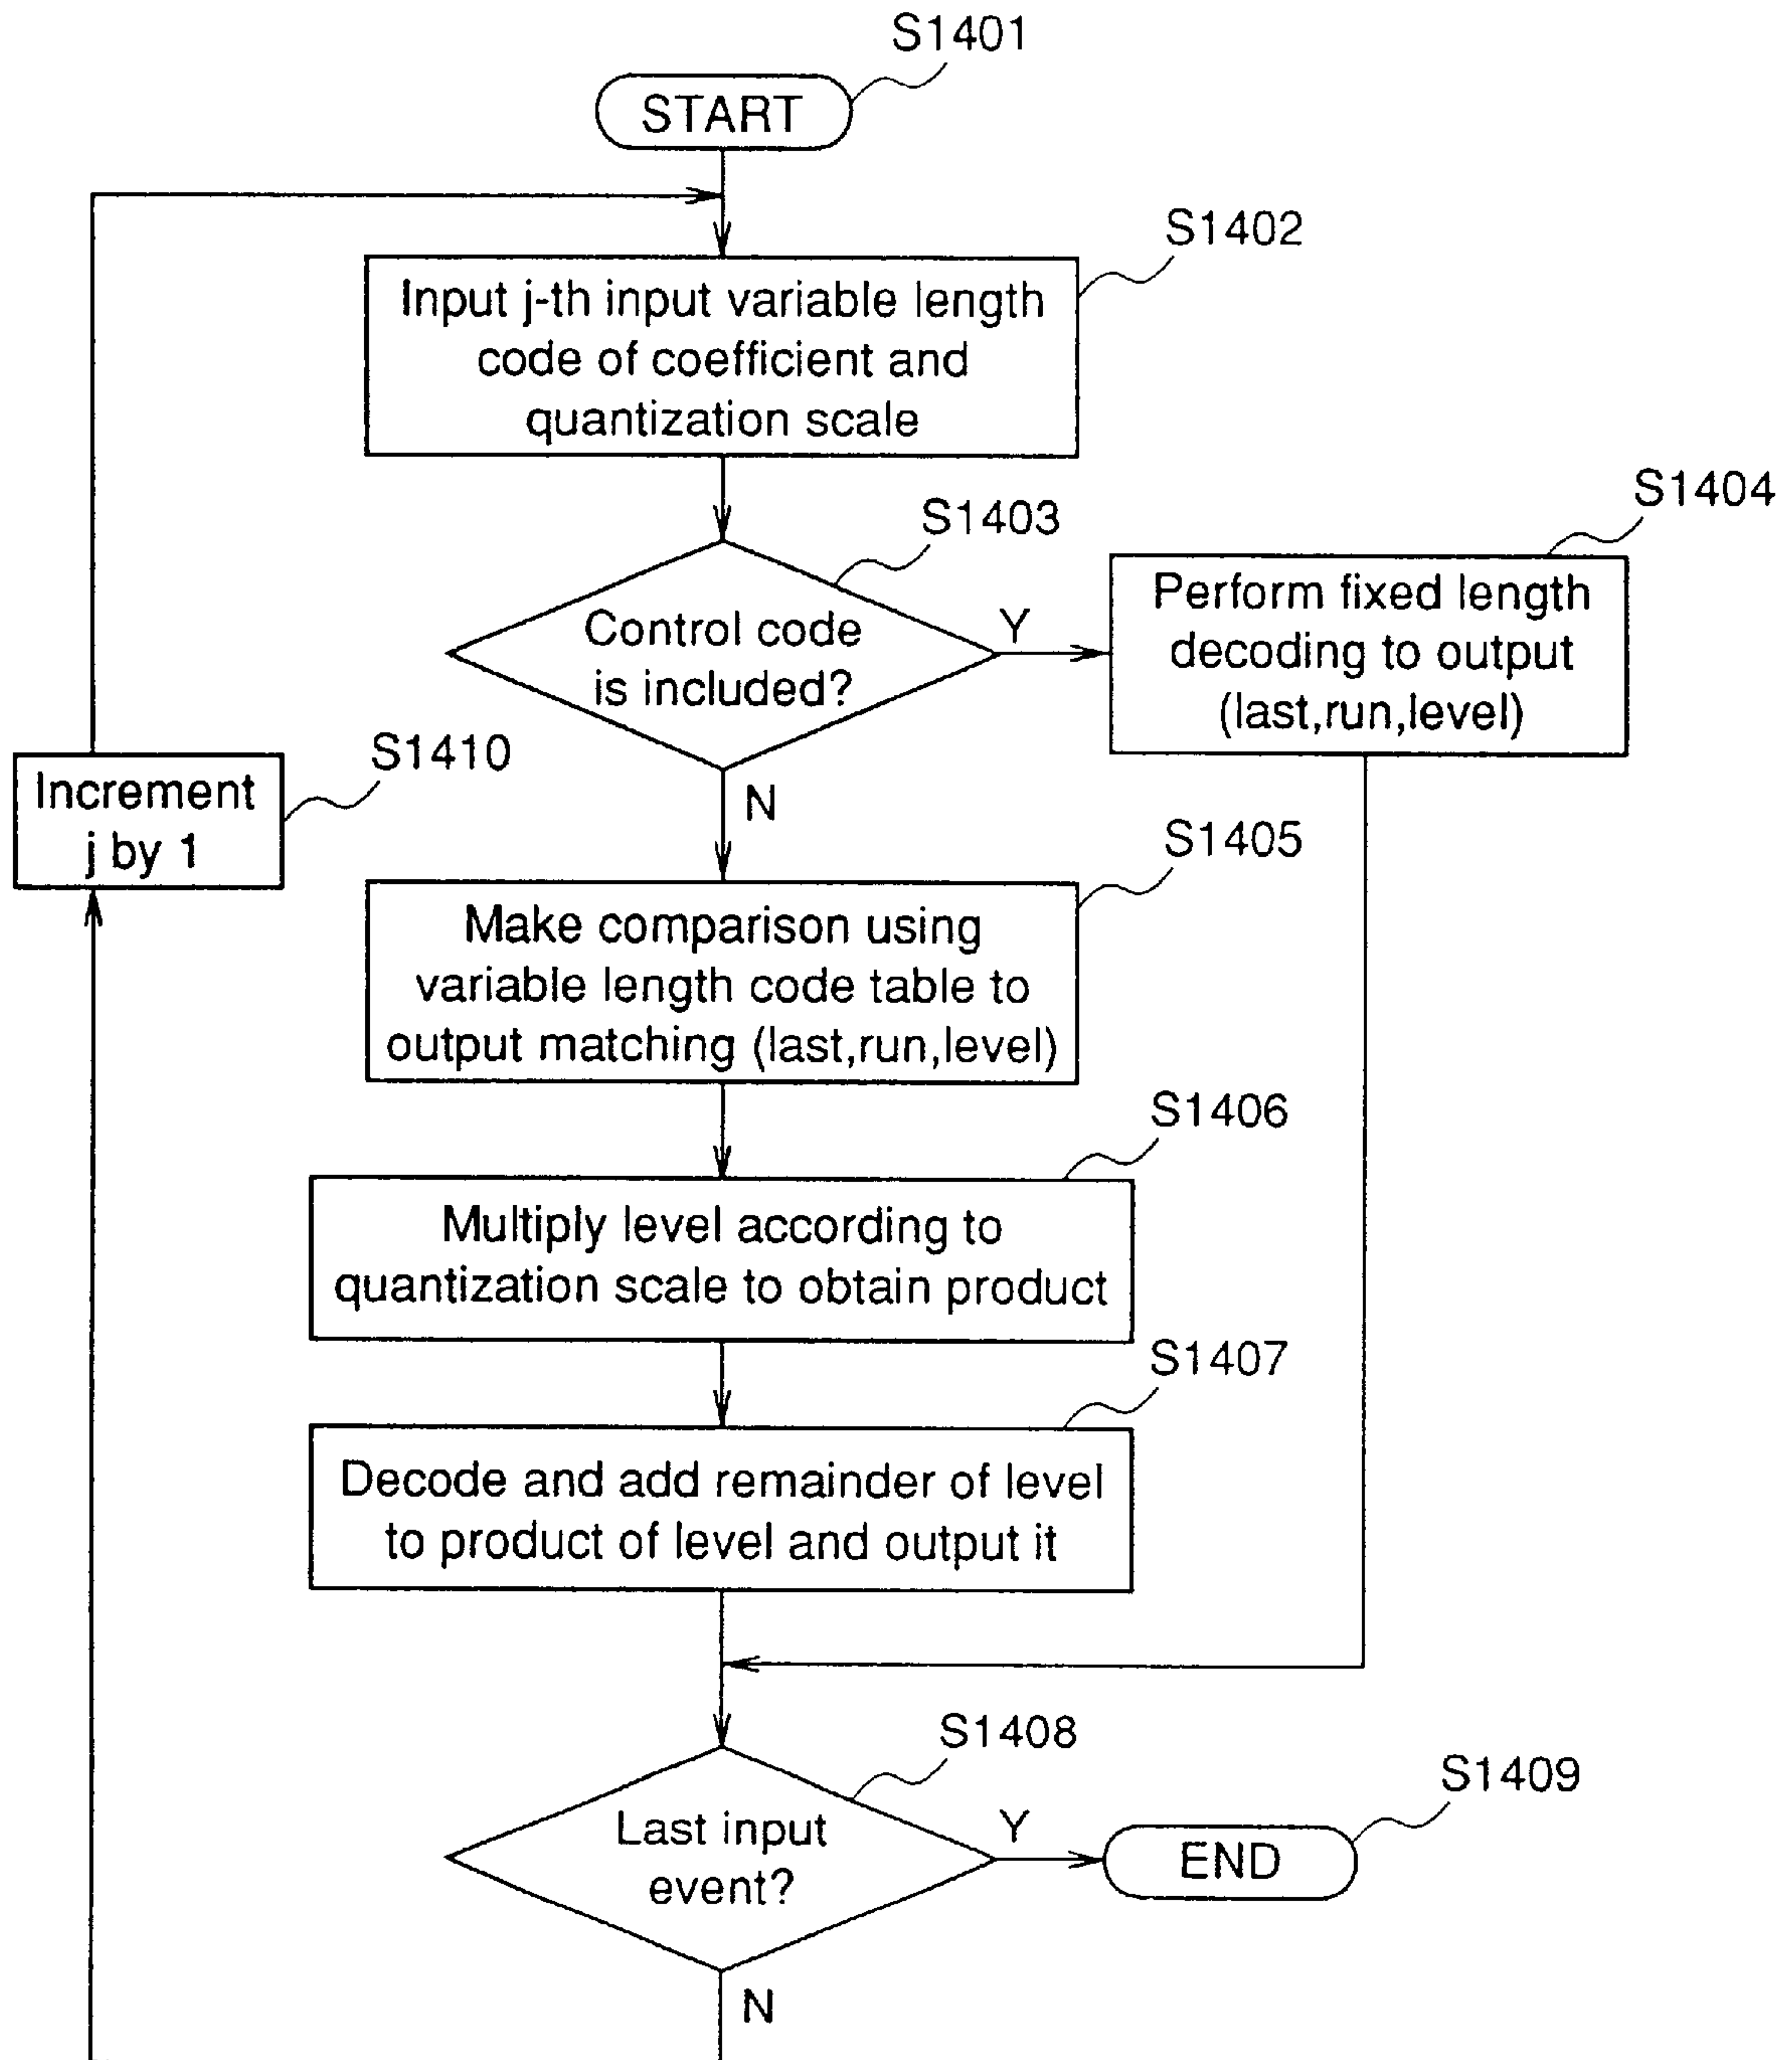 S1401
START
S1402
Input j-th input variable length
code of coefficient and
quantization scale
S1403
Control code
is included?
Y
N
S1404
Perform fixed length
decoding to output
(last,run,level)
S1410
Increment
j by 1
S1405
Make comparison using
variable length code table to
output matching (last,run,level)
S1406
Multiply level according to
quantization scale to obtain product
S1407
Decode and add remainder of level
to product of level and output it
S1408
Last input
event?
Y
N
S1409
END